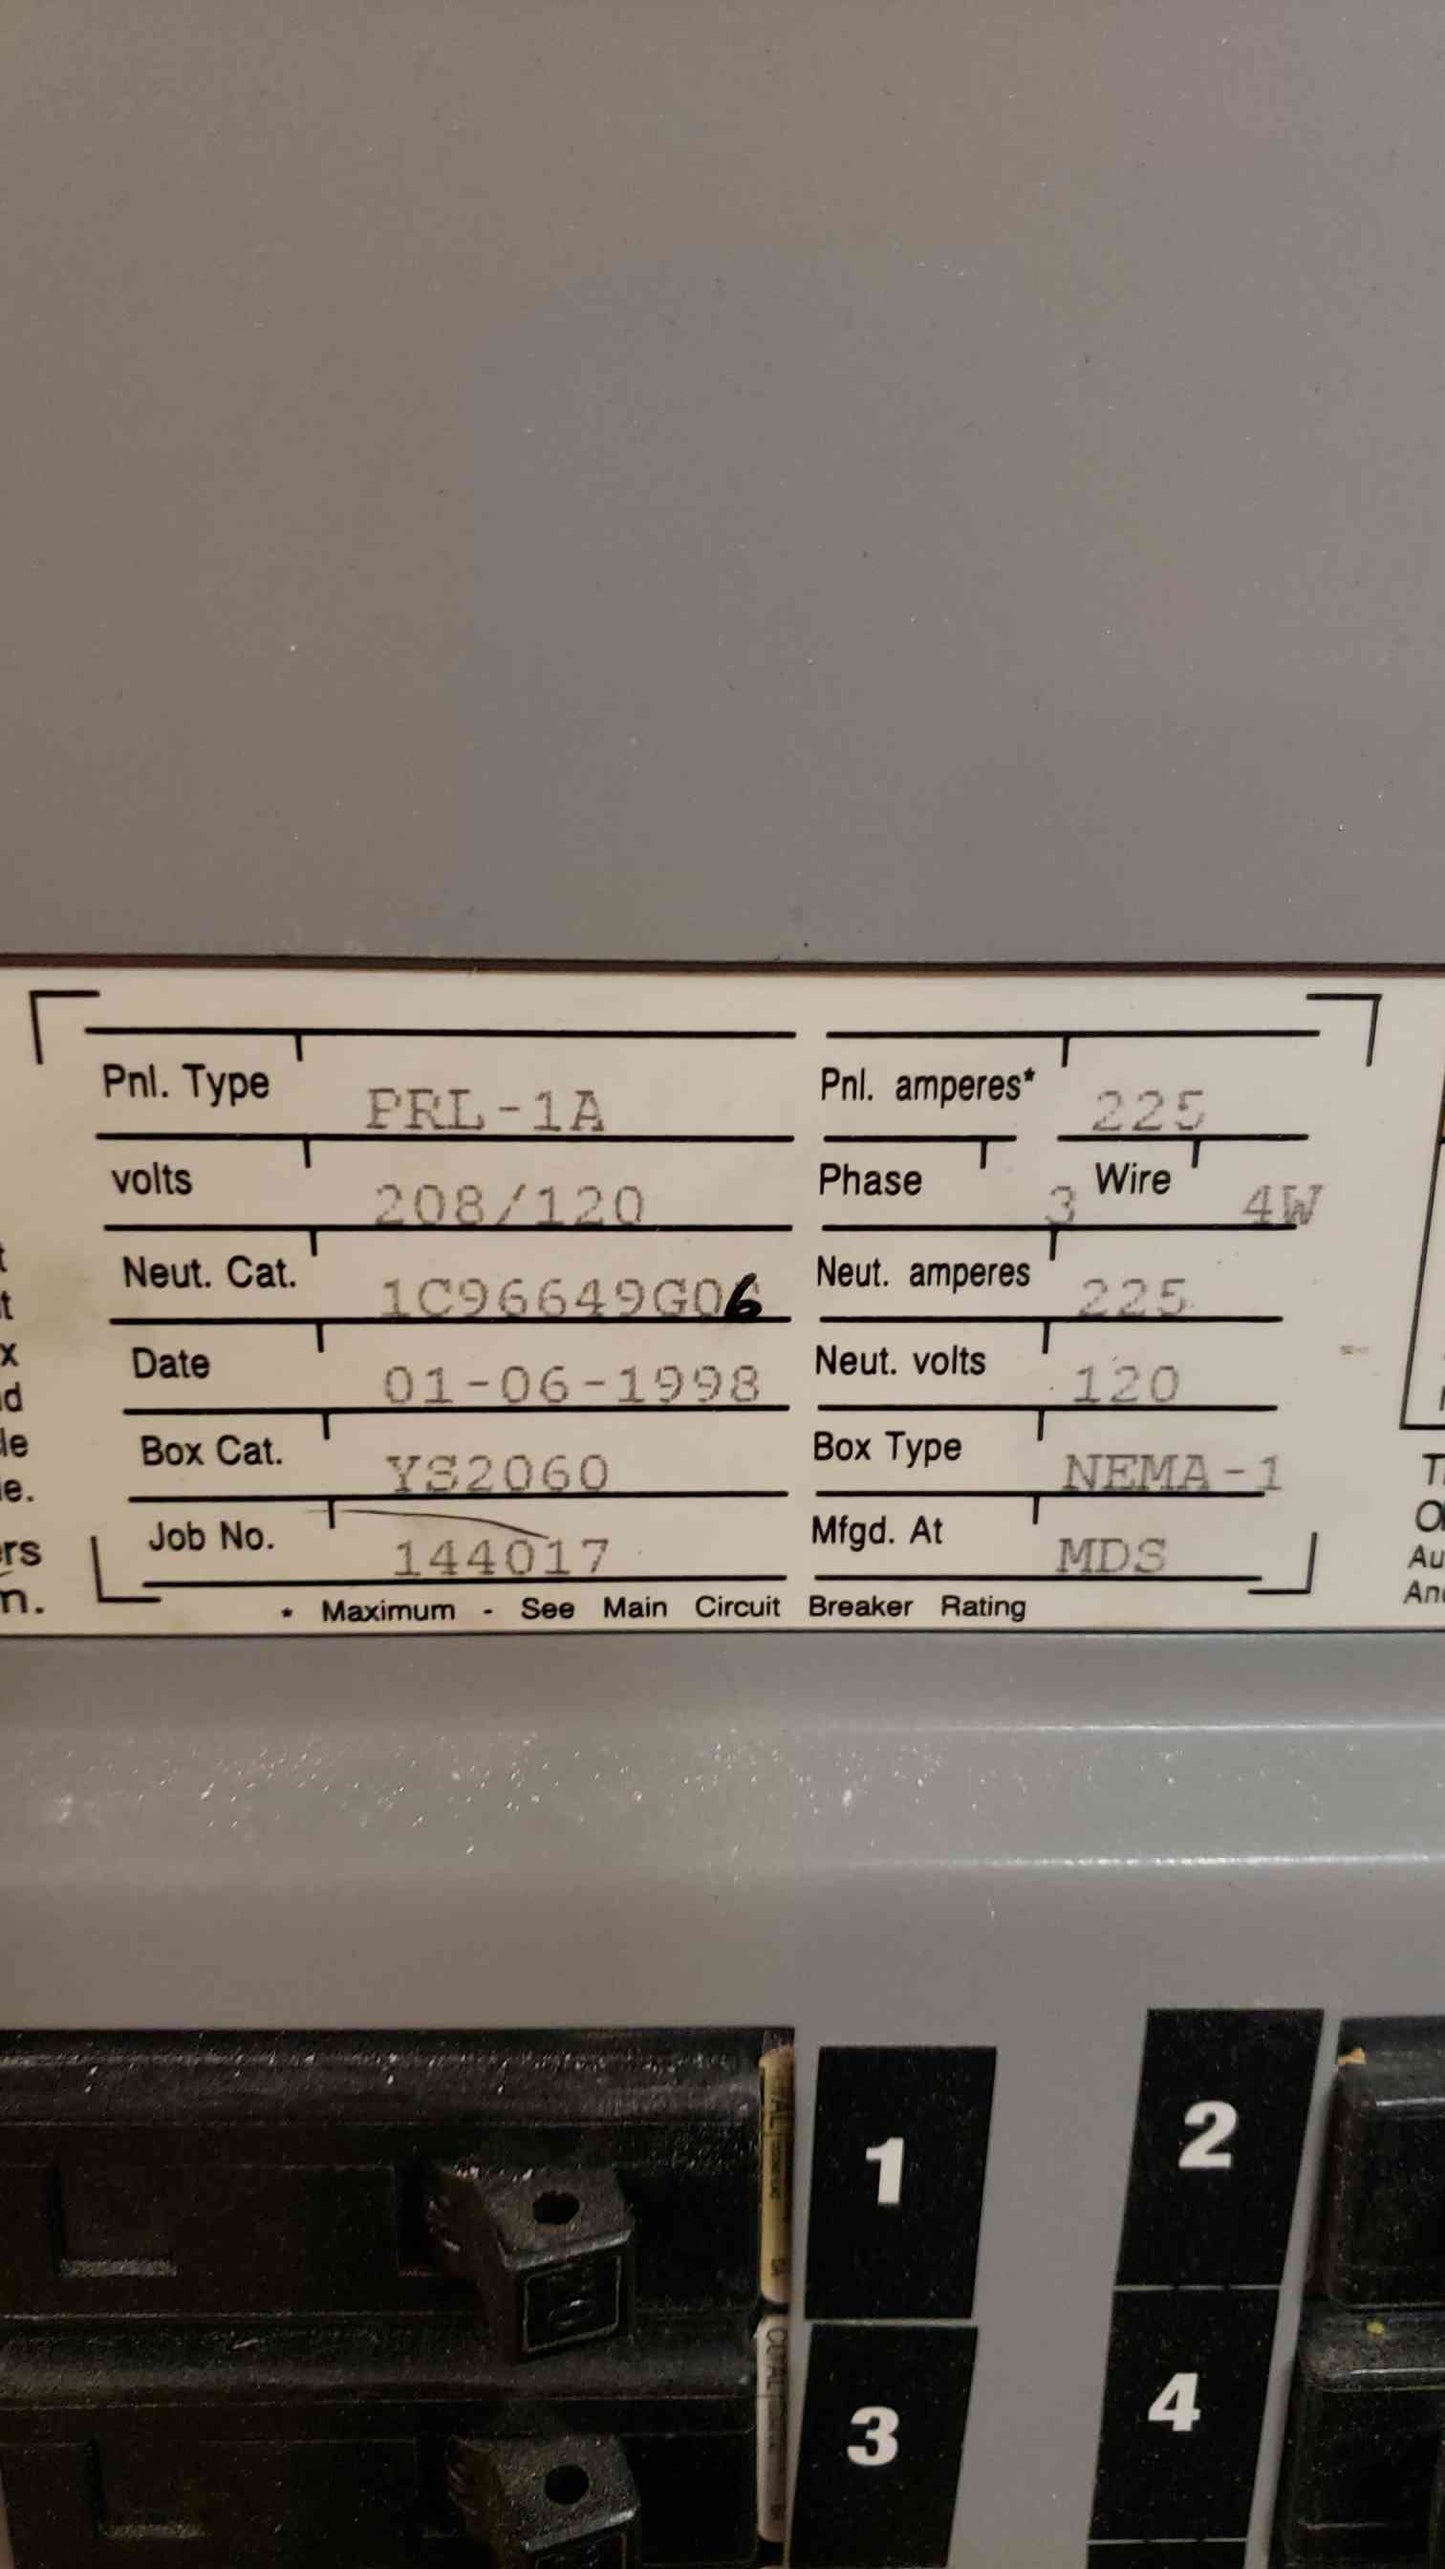 Pnl. Type PRL-1A Pnl. amperes* 225
volts 208/120 Phase 3 Wire 4W
Neut. Cat. 1C96649G06 Neut. amperes 225
Date 01-06-1998 Neut. volts 120
Box Cat. YS2060 Box Type NEMA-1
Job No. 144017 Mfgd. At MDS
* Maximum - See Main Circuit Breaker Rating
1 2
3 4